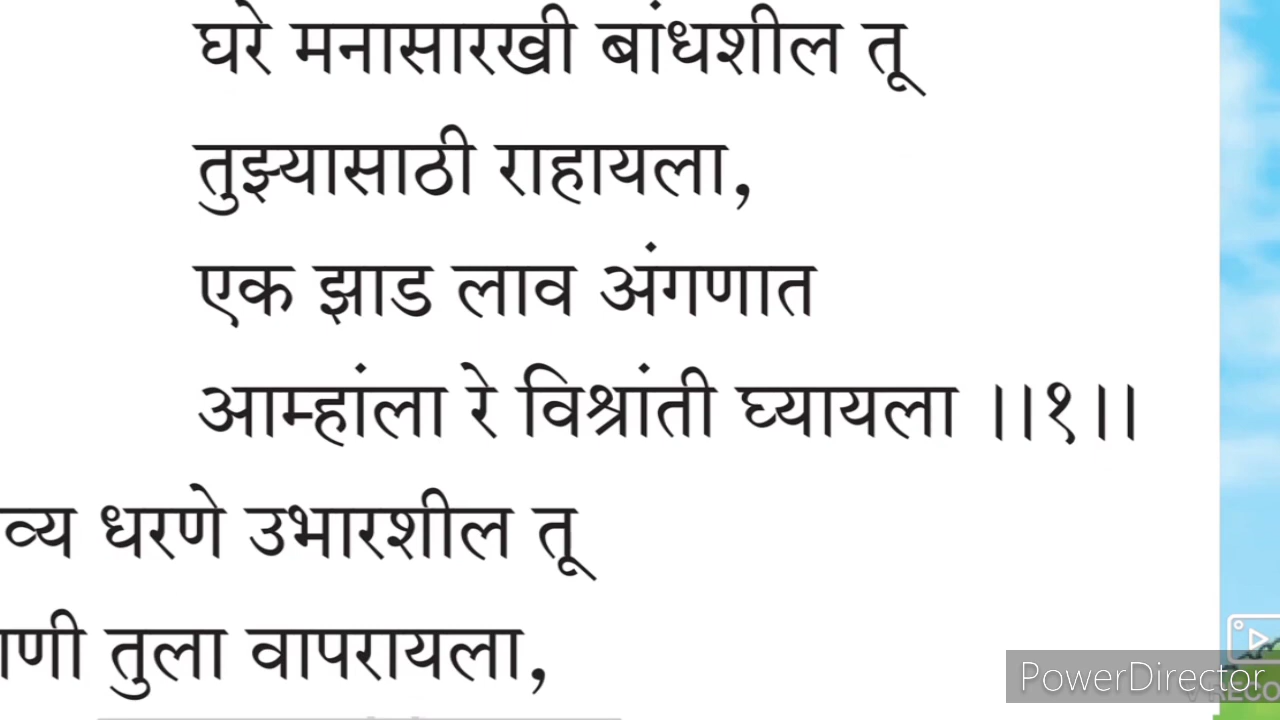 घरे मनासारखी बांधशील तू
तुझ्यासाठी राहायला,
एक झाड लाव अंगणात
आम्हांला रे विश्रांती घ्यायला ।।१।।
धरणे उभारशील तू
तुला वापरायला,
PowerDirector